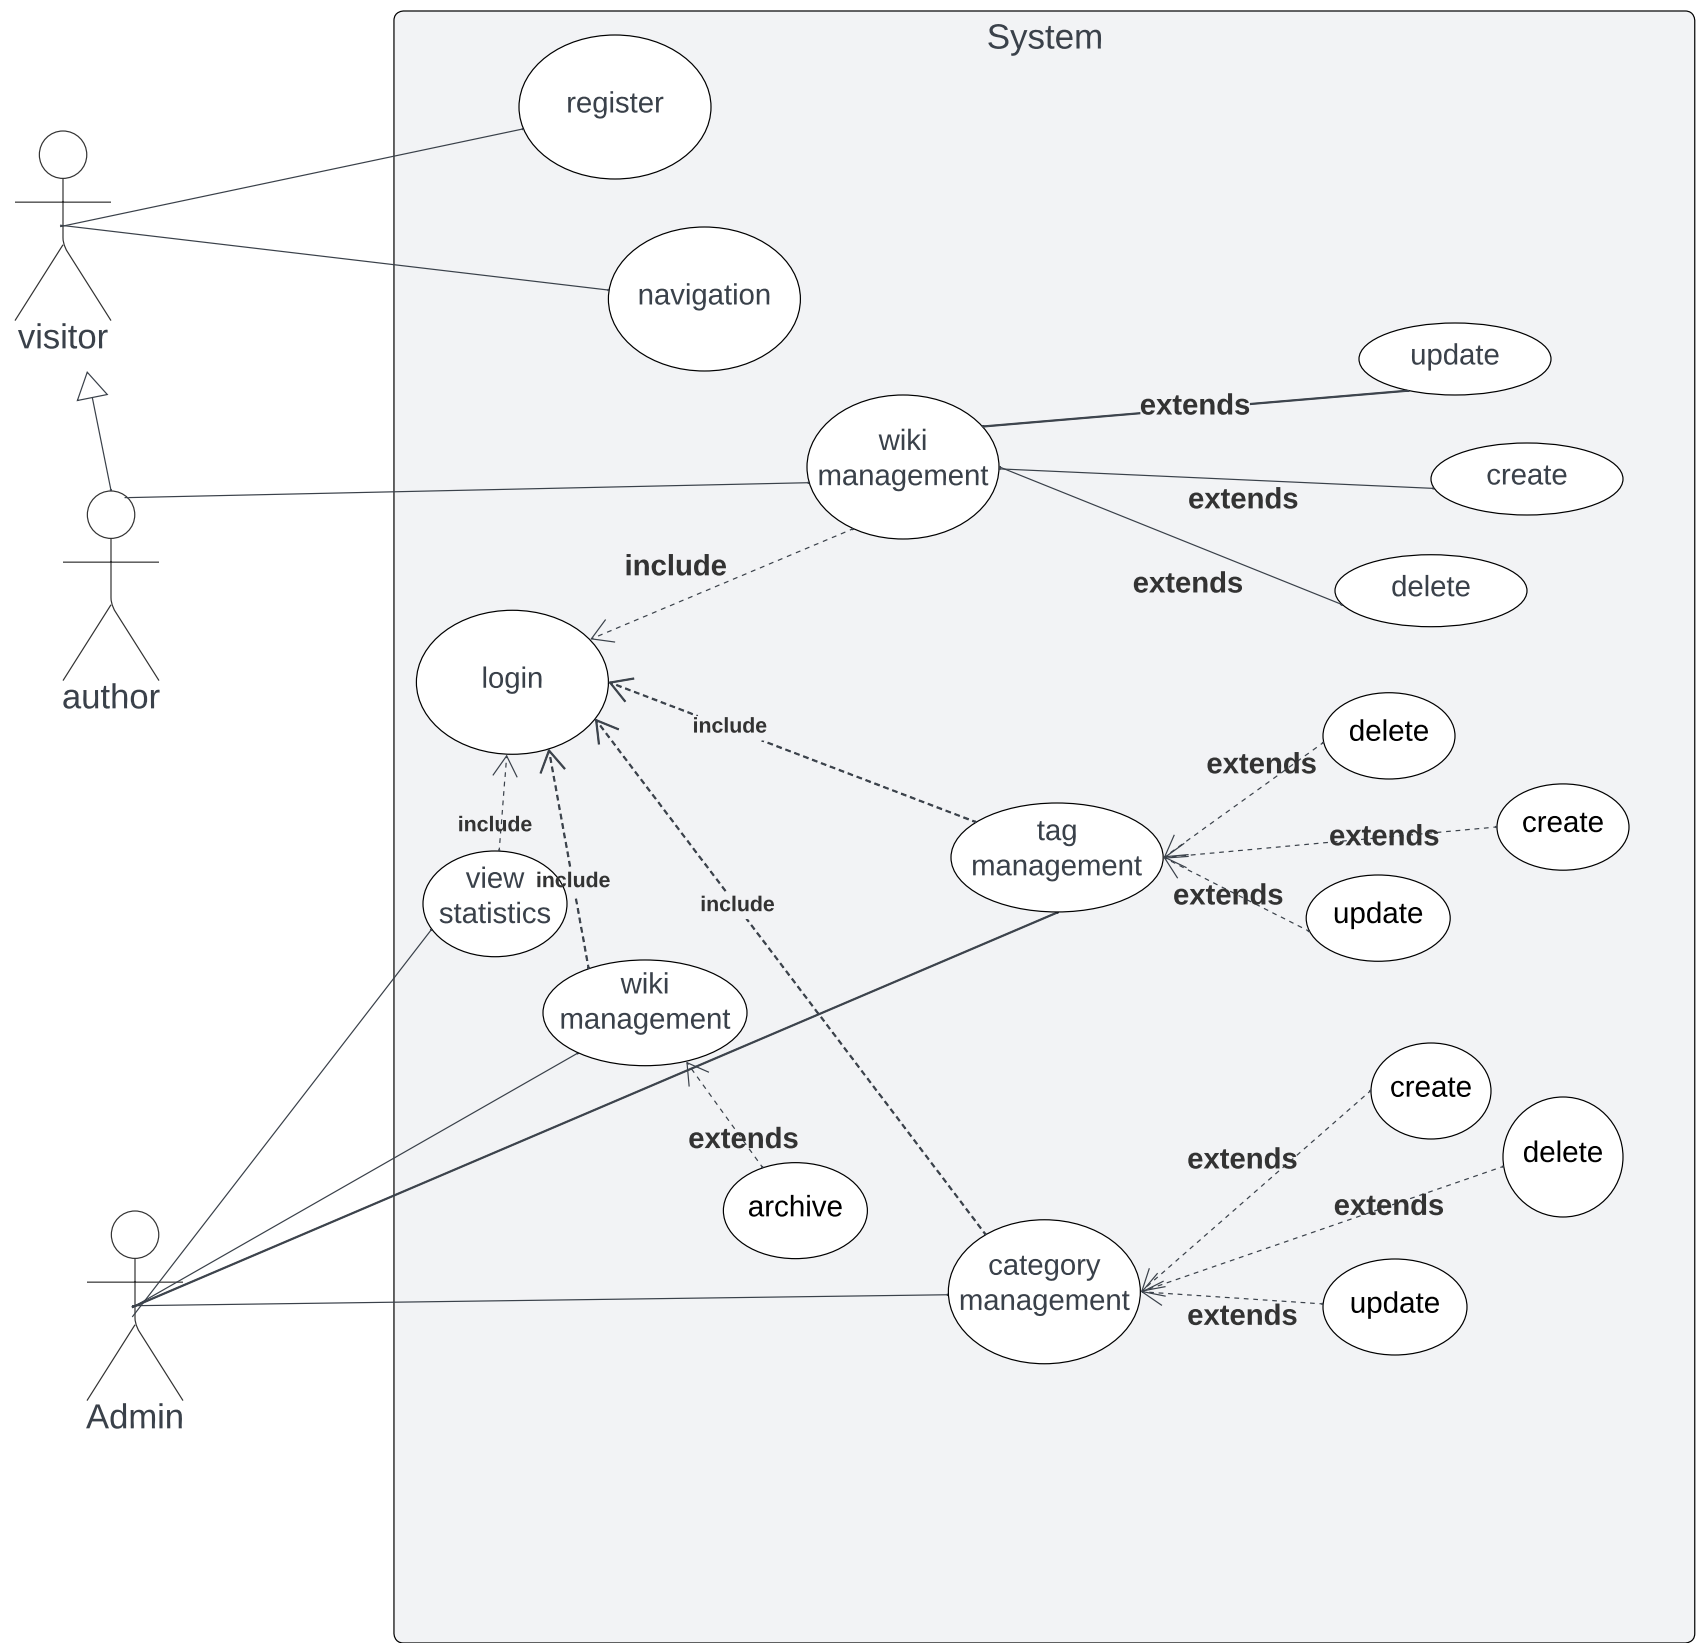 System
register
visitor
navigation
update
extends
wiki
management
create
extends
include
delete
extends
author
login
include
delete
extends
tag
management
create
extends
include
view
statistics
include
include
extends
update
wiki
management
create
extends
delete
extends
archive
extends
category
management
update
extends
Admin